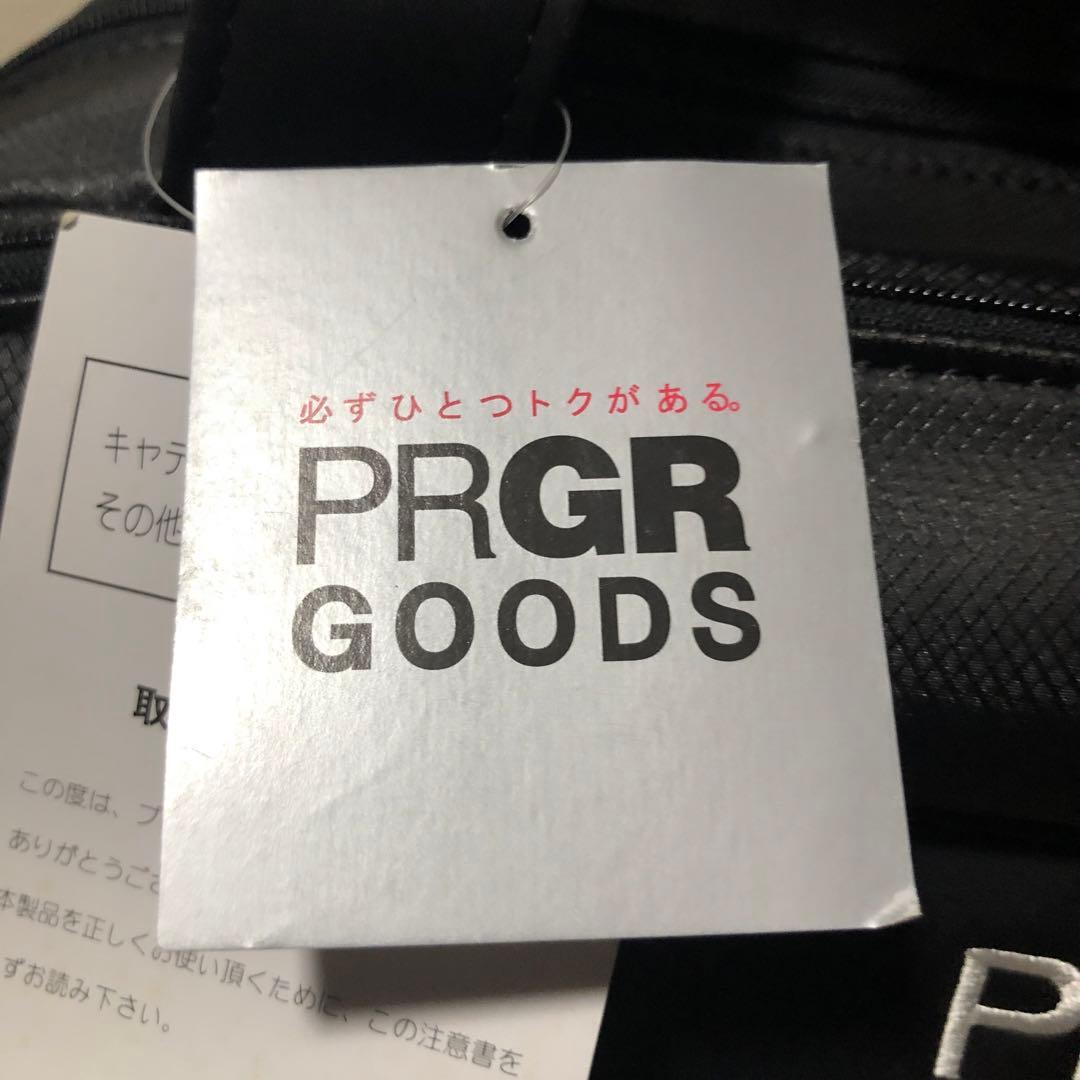 必ずひとつトクがある。
PRGR
GOODS
キャデ
その他
取
この度は、プ
ありがとうござ
本製品を正しくお使い頂くために、この注意書を
ずお読み下さい。
P